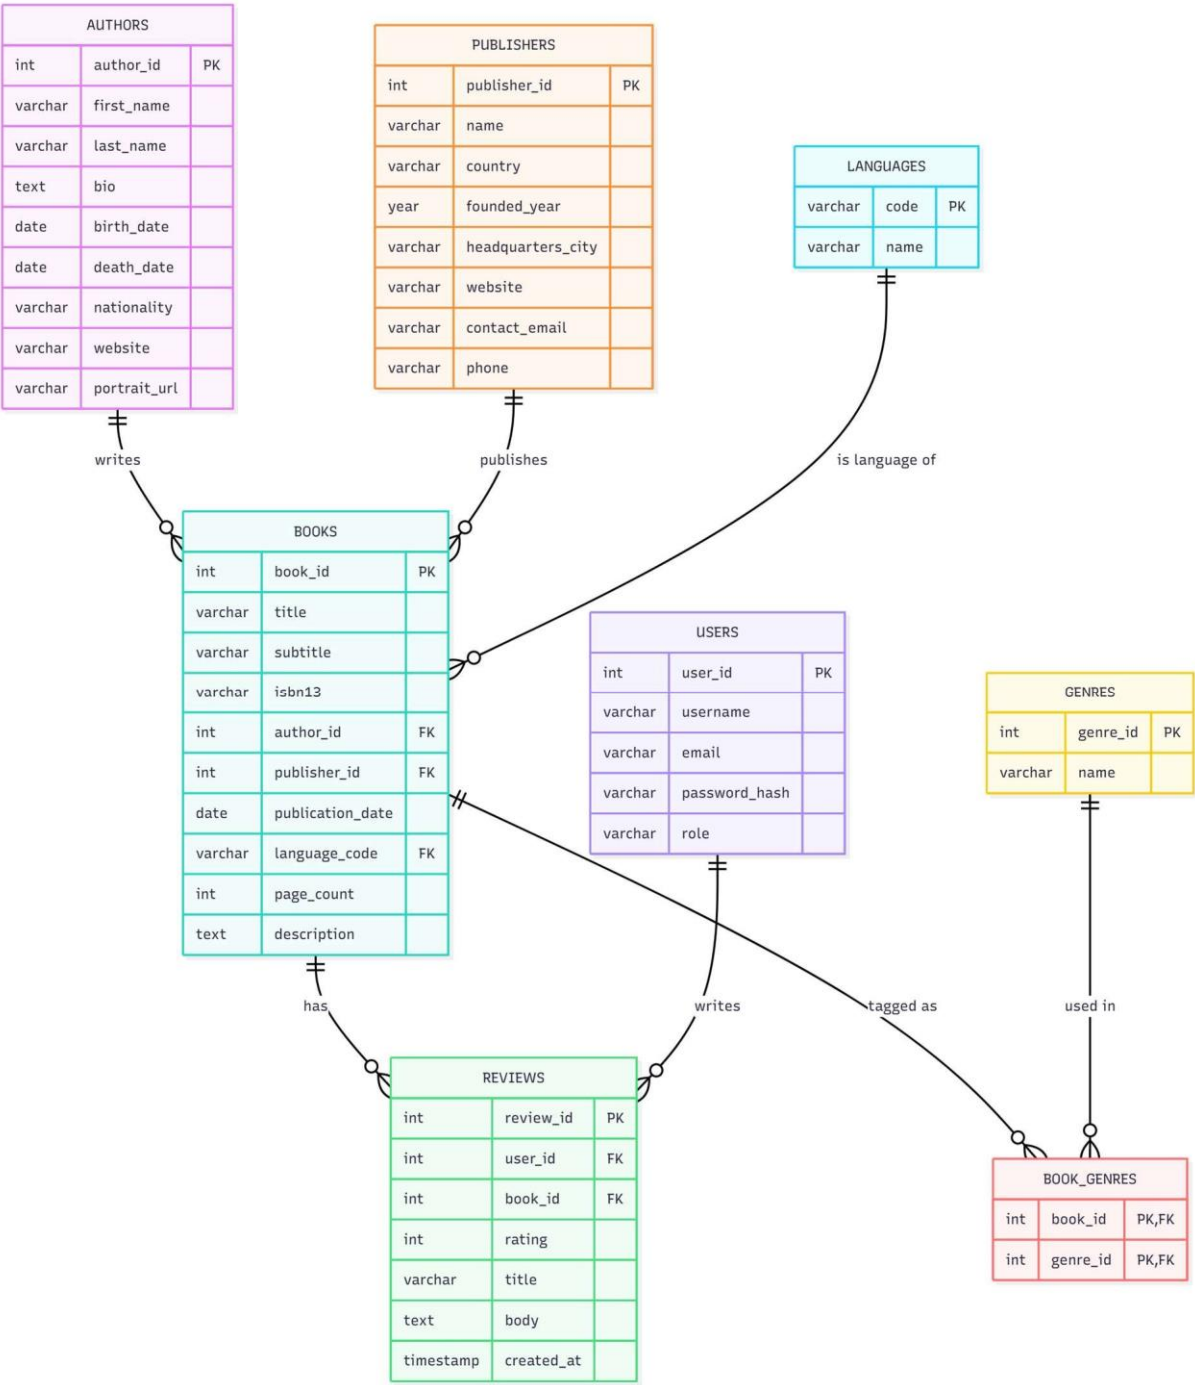 AUTHORS
int author_id PK
varchar first_name
varchar last_name
text bio
date birth_date
date death_date
varchar nationality
varchar website
varchar portrait_url
PUBLISHERS
int publisher_id PK
varchar name
varchar country
year founded_year
varchar headquarters_city
varchar website
varchar contact_email
varchar phone
LANGUAGES
varchar code PK
varchar name
writes
publishes
is language of
BOOKS
int book_id PK
varchar title
varchar subtitle
varchar isbn13
int author_id FK
int publisher_id FK
date publication_date
varchar language_code FK
int page_count
text description
USERS
int user_id PK
varchar username
varchar email
varchar password_hash
varchar role
GENRES
int genre_id PK
varchar name
has
writes
tagged as
used in
REVIEWS
int review_id PK
int user_id FK
int book_id FK
int rating
varchar title
text body
timestamp created_at
BOOK_GENRES
int book_id PK,FK
int genre_id PK,FK